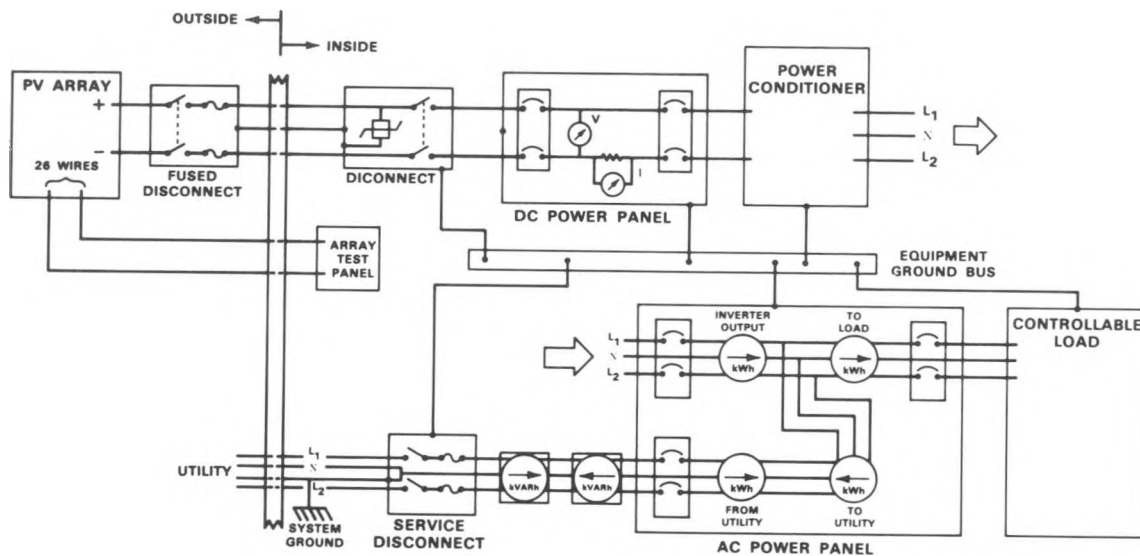 OUTSIDE
INSIDE
PV ARRAY
+
−
26 WIRES
FUSED
DISCONNECT
DICONNECT
V
I
DC POWER PANEL
POWER
CONDITIONER
L1
N
L2
ARRAY
TEST
PANEL
EQUIPMENT
GROUND BUS
INVERTER
OUTPUT
TO
LOAD
CONTROLLABLE
LOAD
L1
N
L2
kWh
kWh
UTILITY
L1
N
L2
SYSTEM
GROUND
SERVICE
DISCONNECT
kVARh
kVARh
kWh
kWh
FROM
UTILITY
TO
UTILITY
AC POWER PANEL